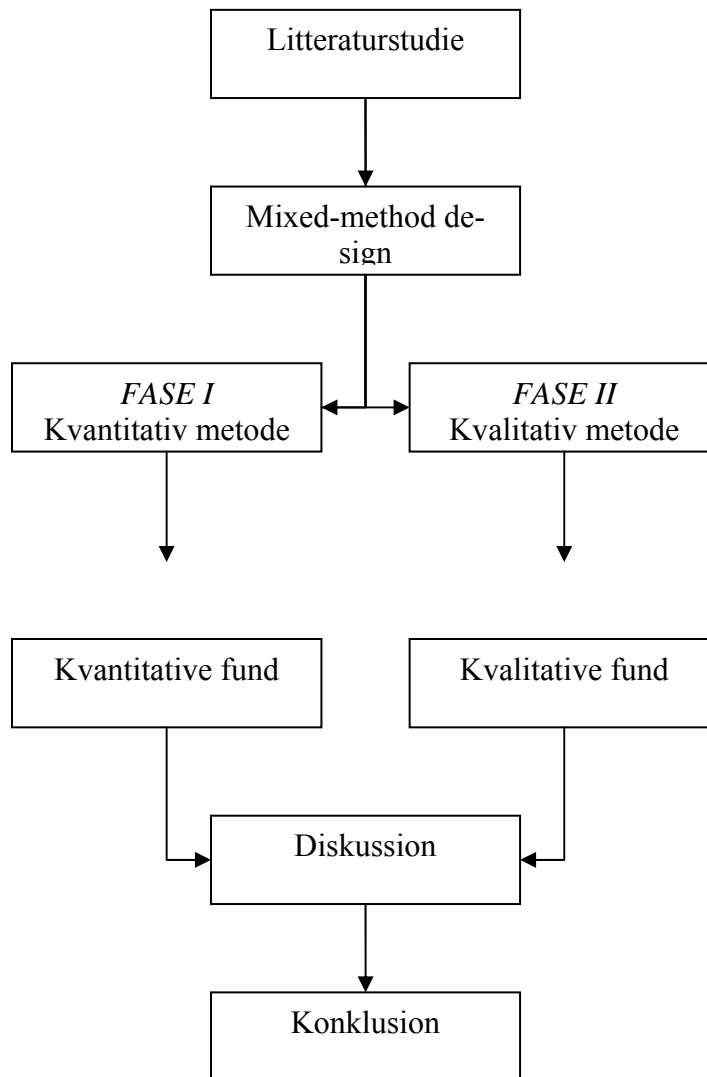 Litteraturstudie
Mixed-method de-
sign
FASE I
Kvantitativ metode
FASE II
Kvalitativ metode
Kvantitative fund
Kvalitative fund
Diskussion
Konklusion